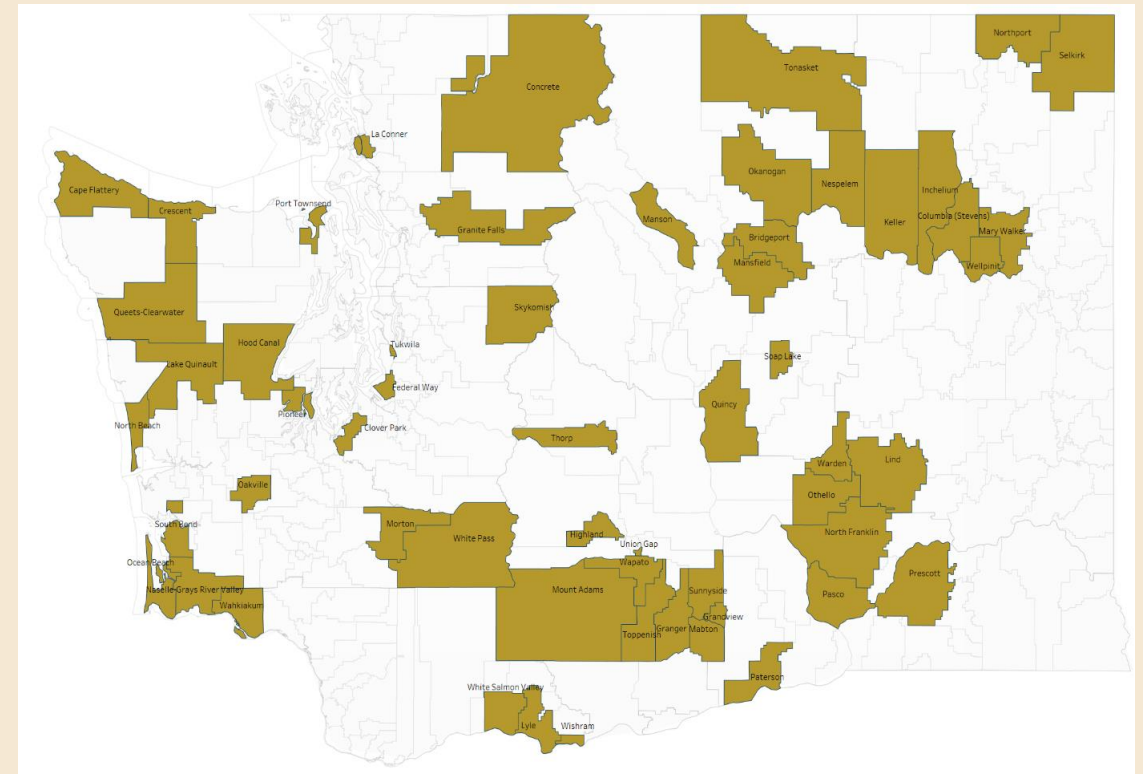 Northport
Selkirk
Concrete
Tonasket
La Conner
Okanogan
Nespelem
Inchelium
Cape Flattery
Crescent
Port Townsend
Manson
Keller
Columbia (Stevens)
Mary Walker
Granite Falls
Bridgeport
Mansfield
Wellpinit
Queets-Clearwater
Skykomish
Hood Canal
Tukwila
Lake Quinault
Soap Lake
Federal Way
Pioneer
Quincy
North Beach
Clover Park
Thorp
Warden
Lind
Oakville
Othello
South Bend
Morton
White Pass
Highland
North Franklin
Union Gap
Ocean Beach
Wapato
Naselle-Grays River Valley
Mount Adams
Sunnyside
Prescott
Pasco
Wahkiakum
Grandview
Toppenish
Granger
Mabton
Paterson
White Salmon Valley
Lyle
Wishram